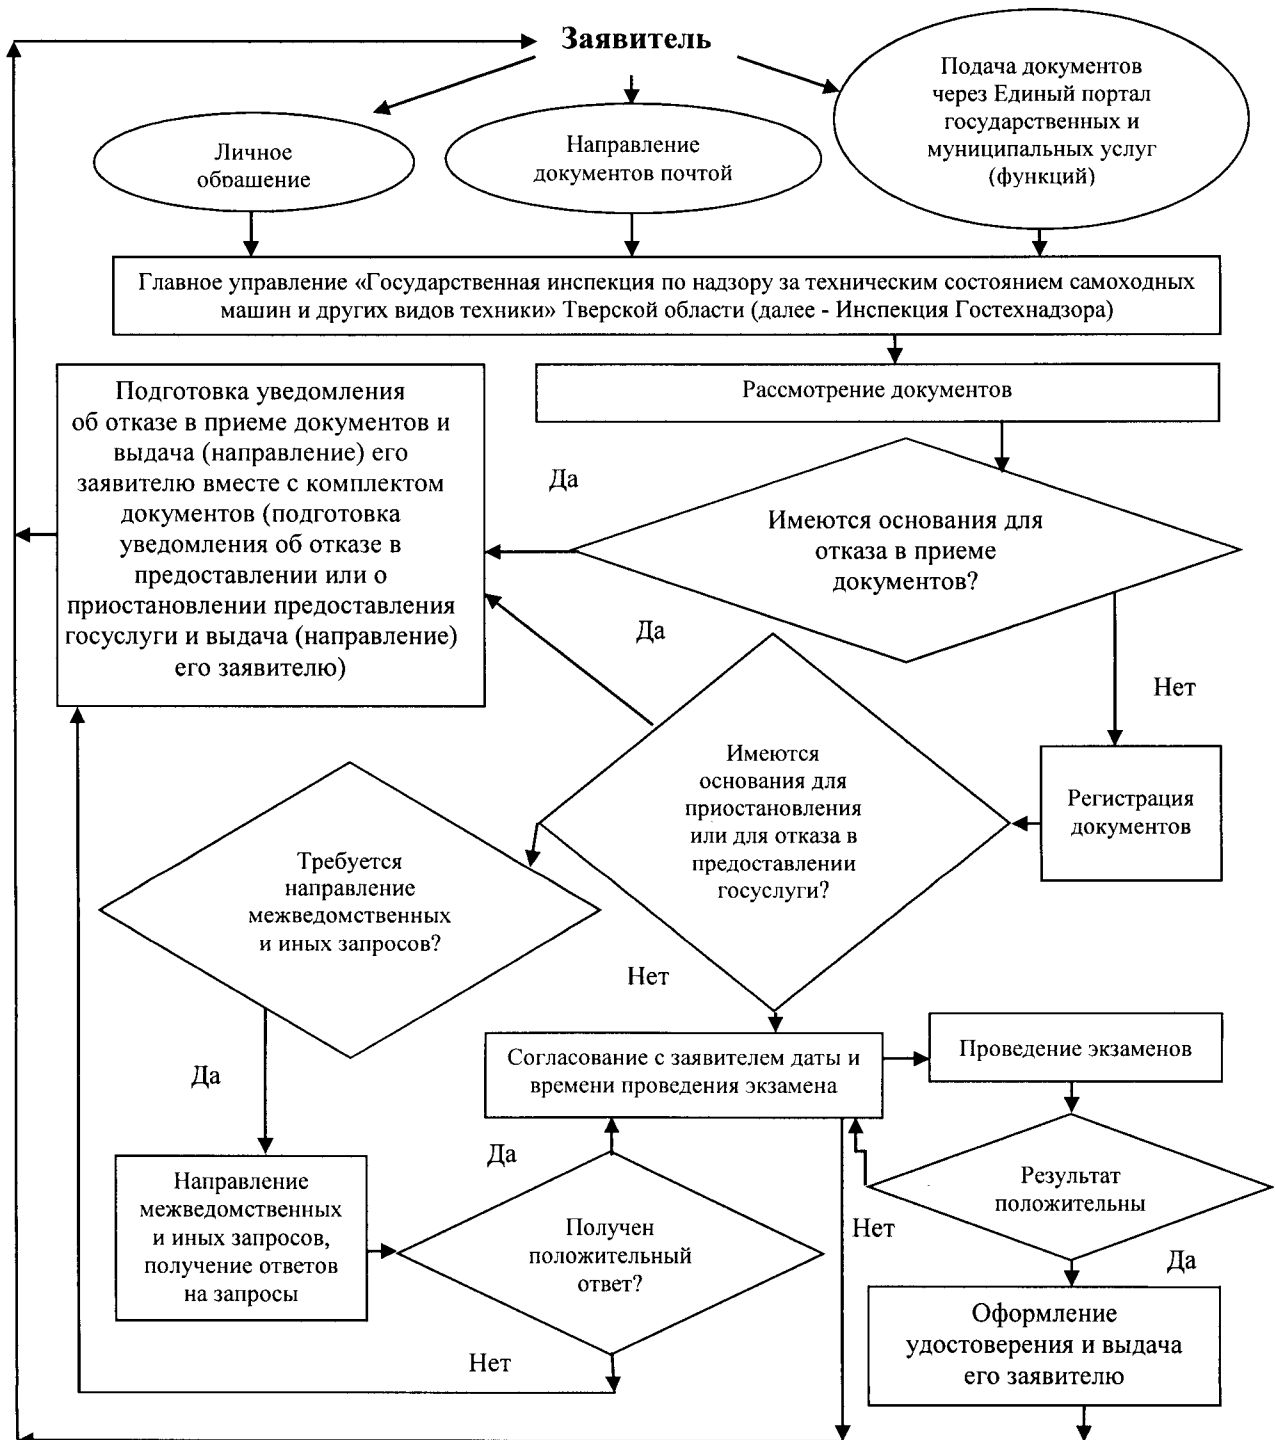 Заявитель
Подача документов
через Единый портал
государственных и
муниципальных услуг
(функций)
Личное
обращение
Направление
документов почтой
Главное управление «Государственная инспекция по надзору за техническим состоянием самоходных
машин и других видов техники» Тверской области (далее - Инспекция Гостехнадзора)
Рассмотрение документов
Подготовка уведомления
об отказе в приеме документов и
выдача (направление) его
заявителю вместе с комплектом
документов (подготовка
уведомления об отказе в
предоставлении или о
приостановлении предоставления
госуслуги и выдача (направление)
его заявителю)
Да
Имеются основания для
отказа в приеме
документов?
Да
Нет
Имеются
основания для
приостановления
или для отказа в
предоставлении
госуслуги?
Регистрация
документов
Требуется
направление
межведомственных
и иных запросов?
Нет
Согласование с заявителем даты и
времени проведения экзамена
Проведение экзаменов
Да
Да
Направление
межведомственных
и иных запросов,
получение ответов
на запросы
Получен
положительный
ответ?
Результат
положительны
Нет
Да
Нет
Оформление
удостоверения и выдача
его заявителю